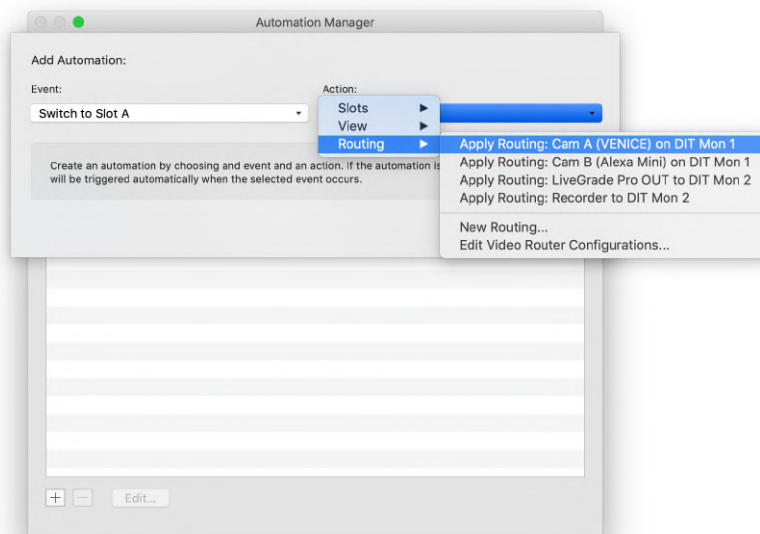 Automation Manager
Add Automation:
Event:
Action:
Switch to Slot A
Slots
View
Routing
Apply Routing: Cam A (VENICE) on DIT Mon 1
Apply Routing: Cam B (Alexa Mini) on DIT Mon 1
Apply Routing: LiveGrade Pro OUT to DIT Mon 2
Apply Routing: Recorder to DIT Mon 2
New Routing...
Edit Video Router Configurations...
Create an automation by choosing and event and an action. If the automation is
will be triggered automatically when the selected event occurs.
Edit...